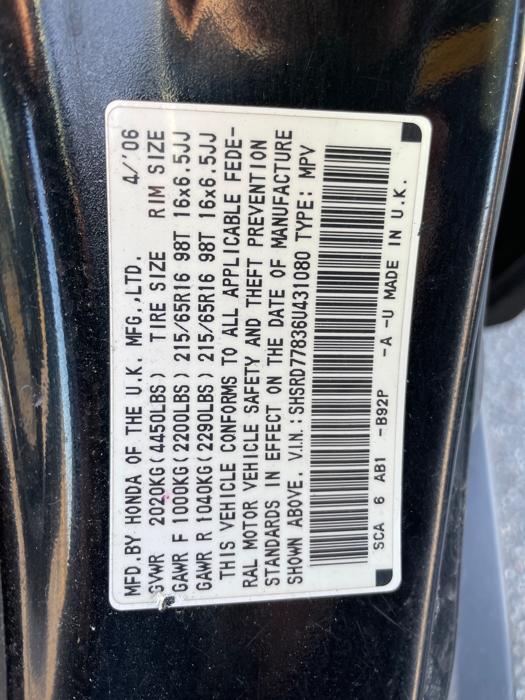 MFD.BY HONDA OF THE U.K. MFG.,LTD. 4/'06
GVWR 2020KG(4450LBS) TIRE SIZE RIM SIZE
GAWR F 1000KG(2200LBS) 215/65R16 98T 16x6.5JJ
GAWR R 1040KG(2290LBS) 215/65R16 98T 16x6.5JJ
THIS VEHICLE CONFORMS TO ALL APPLICABLE FEDE-
RAL MOTOR VEHICLE SAFETY AND THEFT PREVENTION
STANDARDS IN EFFECT ON THE DATE OF MANUFACTURE
SHOWN ABOVE. V.I.N.:SHSRD77836U431080 TYPE: MPV
SCA 6 AB1 -B92P -A -U MADE IN U.K.